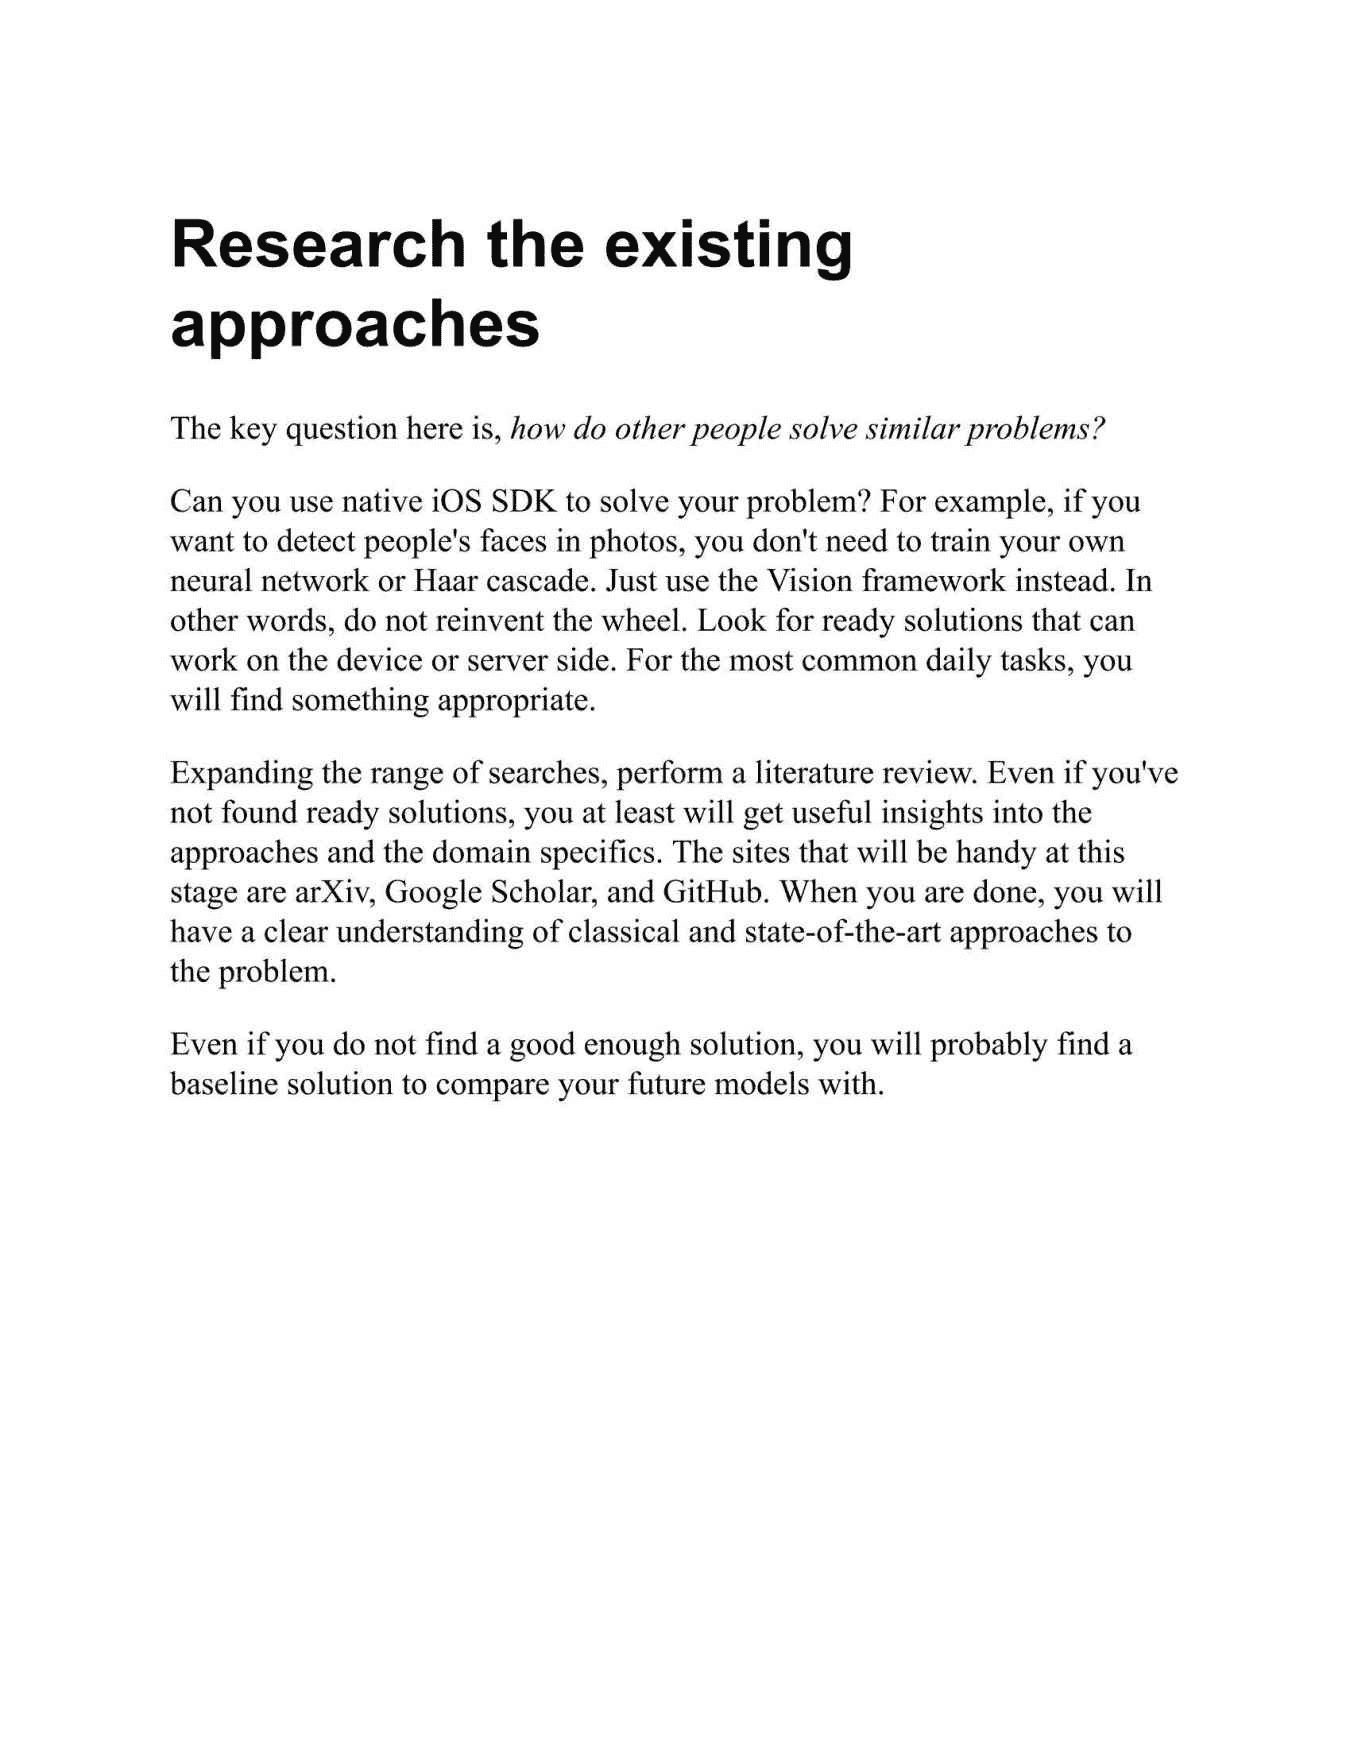 Research the existing
approaches
The key question here is, how do other people solve similar problems?
Can you use native iOS SDK to solve your problem? For example, if you
want to detect people's faces in photos, you don't need to train your own
neural network or Haar cascade. Just use the Vision framework instead. In
other words, do not reinvent the wheel. Look for ready solutions that can
work on the device or server side. For the most common daily tasks, you
will find something appropriate.
Expanding the range of searches, perform a literature review. Even if you've
not found ready solutions, you at least will get useful insights into the
approaches and the domain specifics. The sites that will be handy at this
stage are arXiv, Google Scholar, and GitHub. When you are done, you will
have a clear understanding of classical and state-of-the-art approaches to
the problem.
Even if you do not find a good enough solution, you will probably find a
baseline solution to compare your future models with.